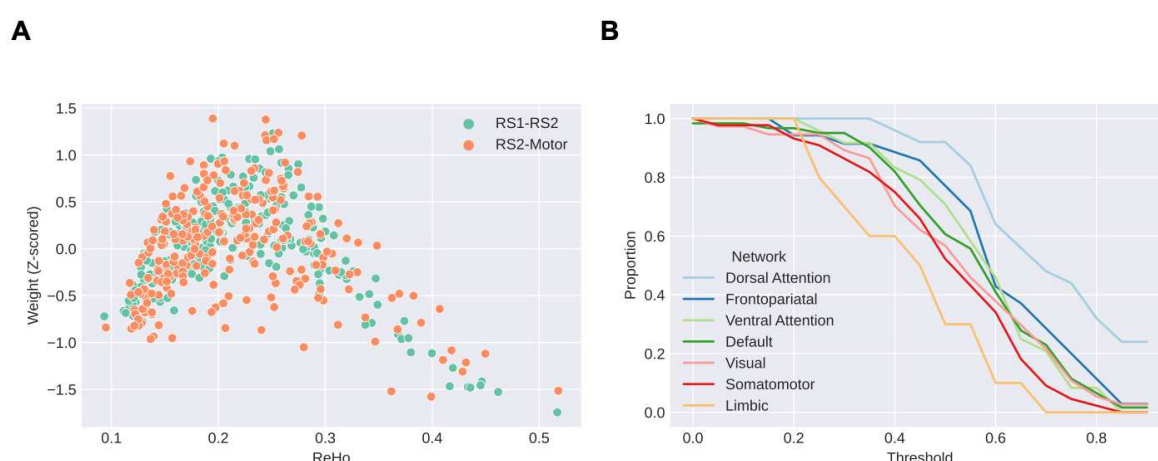 A
B
1.5
1.0
0.5
0.0
−0.5
−1.0
−1.5
Weight (Z-scored)
RS1-RS2
RS2-Motor
0.1
0.2
0.3
0.4
0.5
ReHo
1.0
0.8
0.6
0.4
0.2
0.0
Proportion
Network
Dorsal Attention
Frontopariatal
Ventral Attention
Default
Visual
Somatomotor
Limbic
0.0
0.2
0.4
0.6
0.8
Threshold